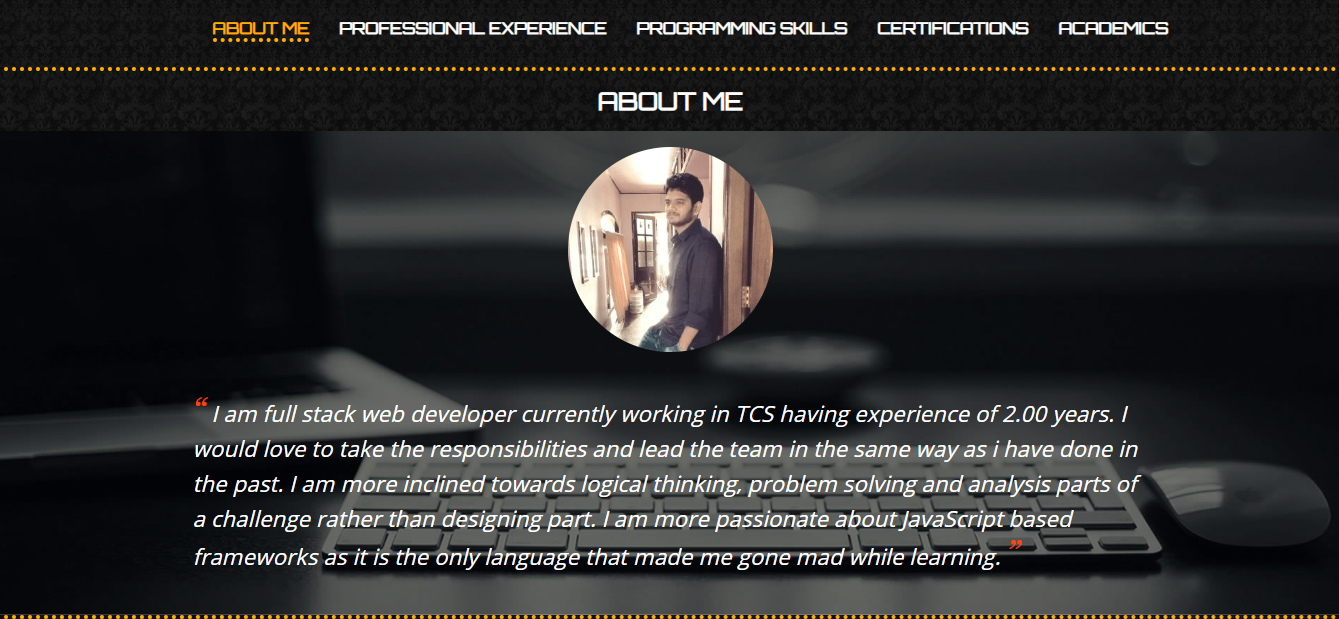 ABOUT ME PROFESSIONAL EXPERIENCE PROGRAMMING SKILLS CERTIFICATIONS ACADEMICS
ABOUT ME
“ I am full stack web developer currently working in TCS having experience of 2.00 years. I
would love to take the responsibilities and lead the team in the same way as i have done in
the past. I am more inclined towards logical thinking, problem solving and analysis parts of
a challenge rather than designing part. I am more passionate about JavaScript based
frameworks as it is the only language that made me gone mad while learning. ”